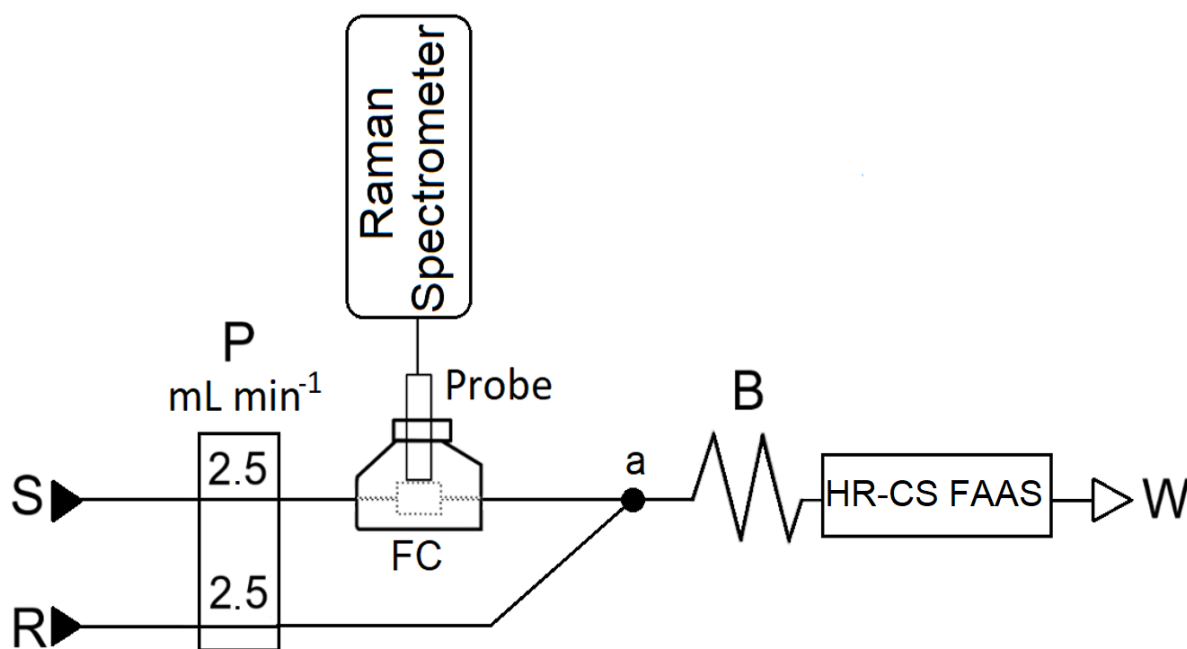 Raman
Spectrometer
P
mL min⁻¹
Probe
B
a
S
2.5
HR-CS FAAS
W
FC
R
2.5